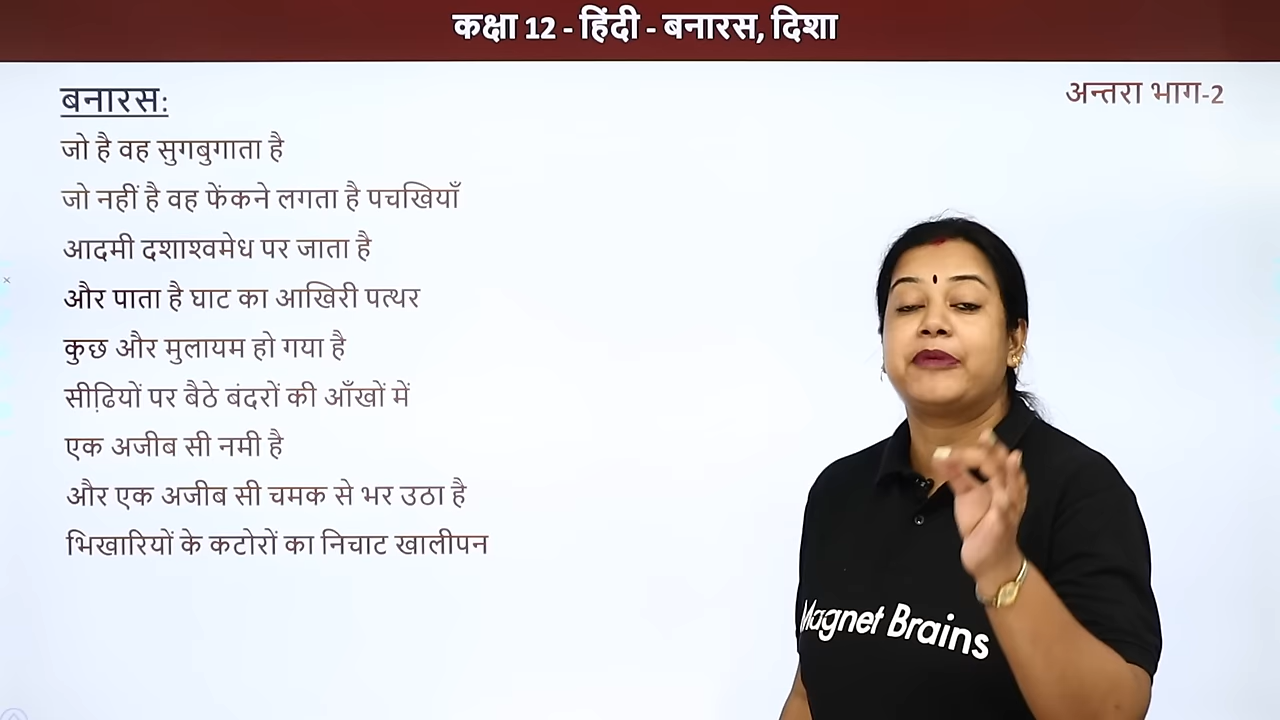 कक्षा 12 - हिंदी - बनारस, दिशा
बनारस:
अन्तरा भाग-2
जो है वह सुगबुगाता है
जो नहीं है वह फेंकने लगता है पचखियाँ
आदमी दशाश्वमेध पर जाता है
और पाता है घाट का आखिरी पत्थर
कुछ और मुलायम हो गया है
सीढि़यों पर बैठे बंदरों की आँखों में
एक अजीब सी नमी है
और एक अजीब सी चमक से भर उठा है
भिखारियों के कटोरों का निचाट खालीपन
Magnet Brains